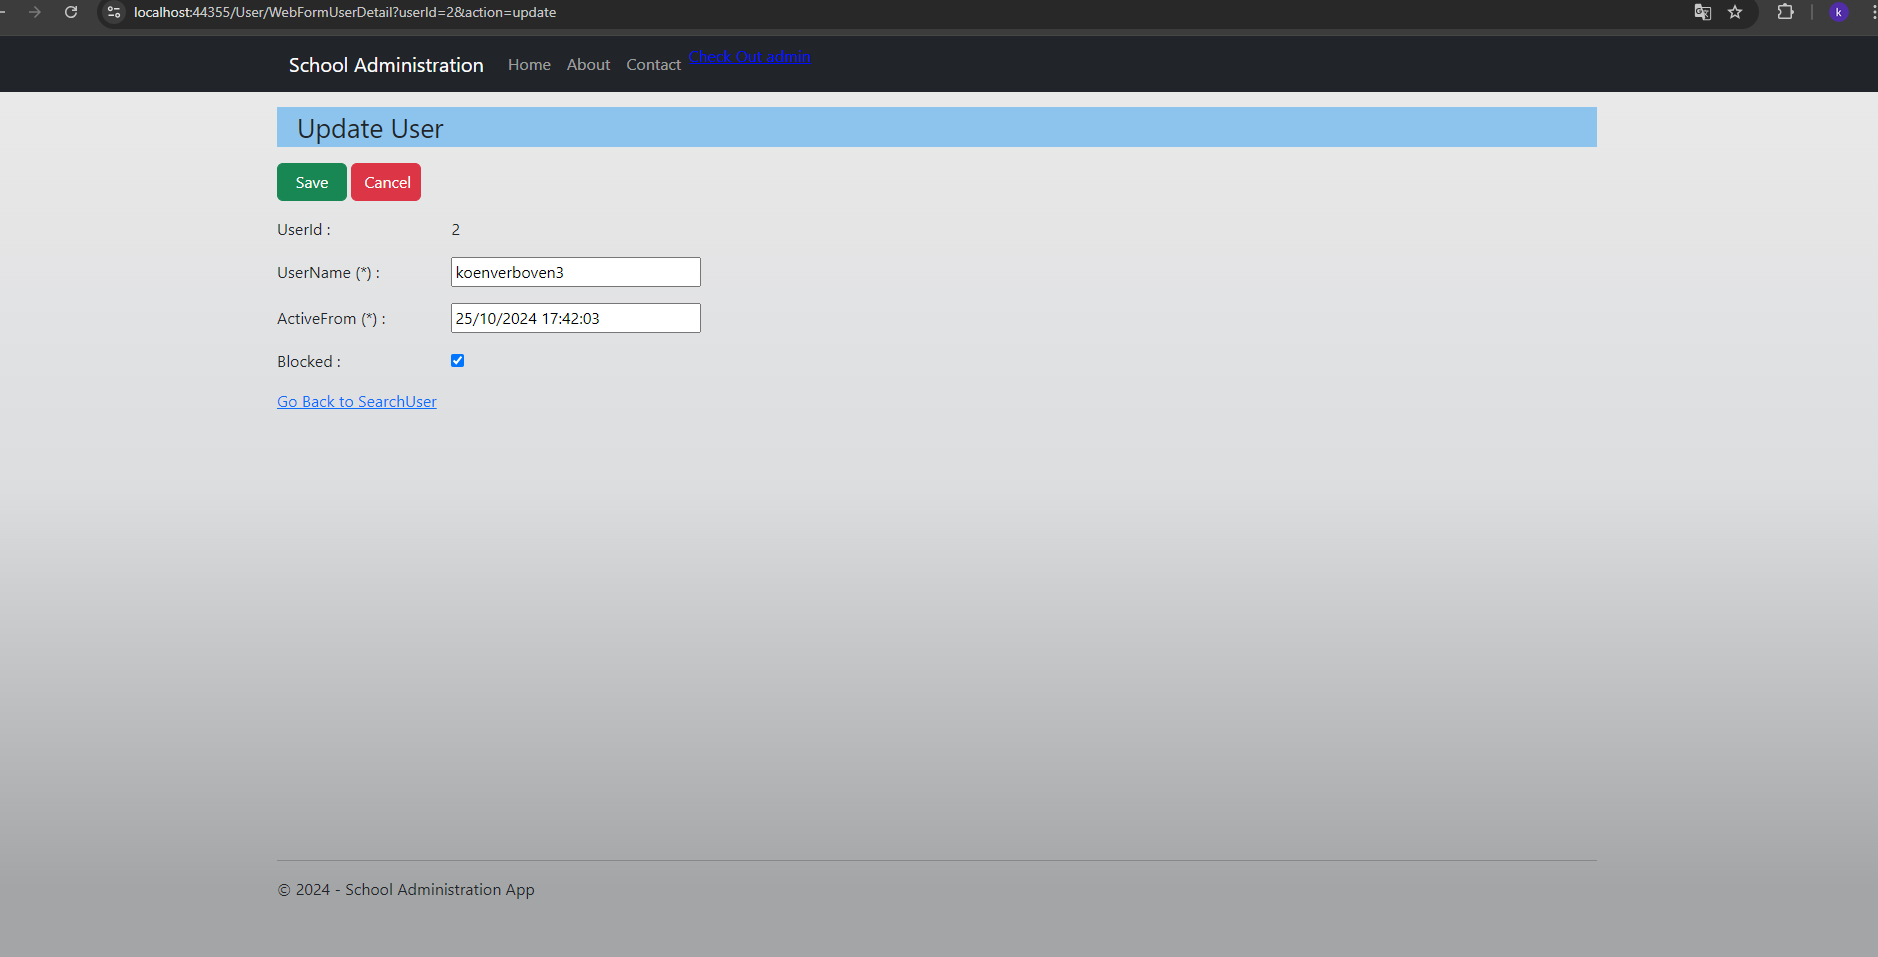 localhost:44355/User/WebFormUserDetail?userId=2&action=update
k
School Administration Home About Contact Check Out admin
Update User
Save Cancel
UserId : 2
UserName (*) : koenverboven3
ActiveFrom (*) : 25/10/2024 17:42:03
Blocked :
Go Back to SearchUser
© 2024 - School Administration App